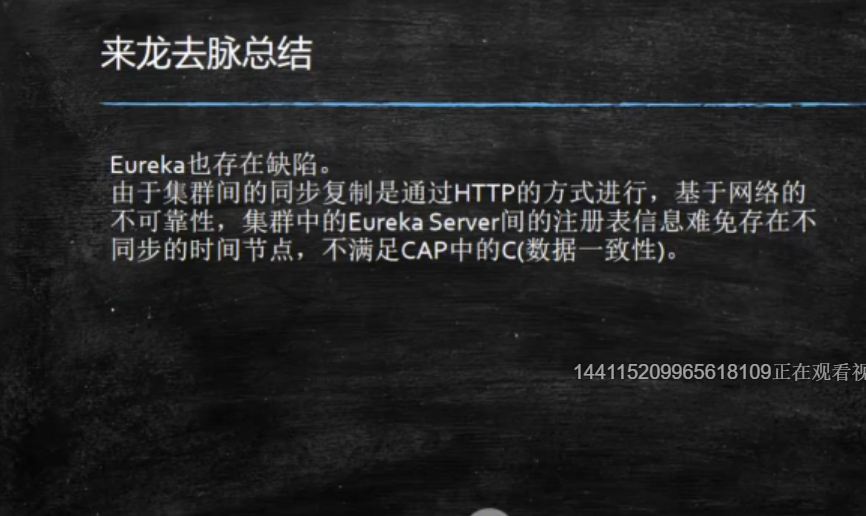 来龙去脉总结
Eureka也存在缺陷。
由于集群间的同步复制是通过HTTP的方式进行，基于网络的
不可靠性，集群中的Eureka Server间的注册表信息难免存在不
同步的时间节点，不满足CAP中的C(数据一致性)。
144115209965618109正在观看视